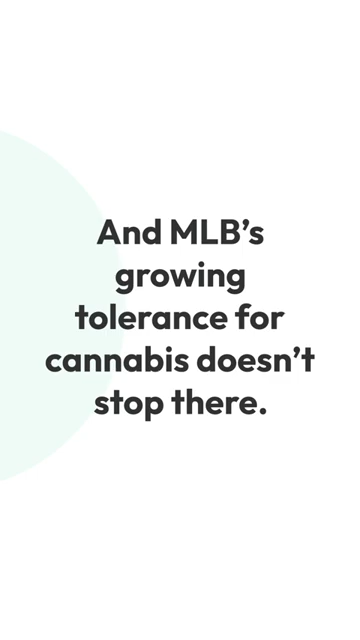 And MLB’s
growing
tolerance for
cannabis doesn’t
stop there.